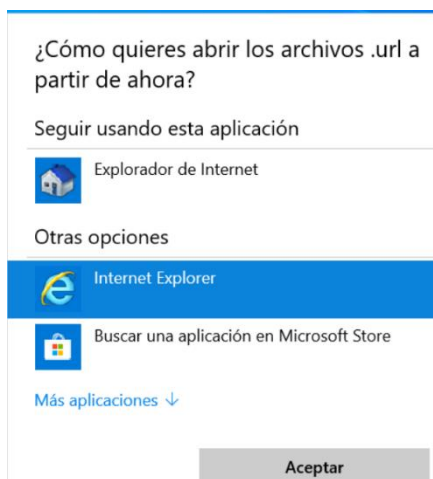 ¿Cómo quieres abrir los archivos .url a
partir de ahora?
Seguir usando esta aplicación
Explorador de Internet
Otras opciones
Internet Explorer
Buscar una aplicación en Microsoft Store
Más aplicaciones ↓
Aceptar